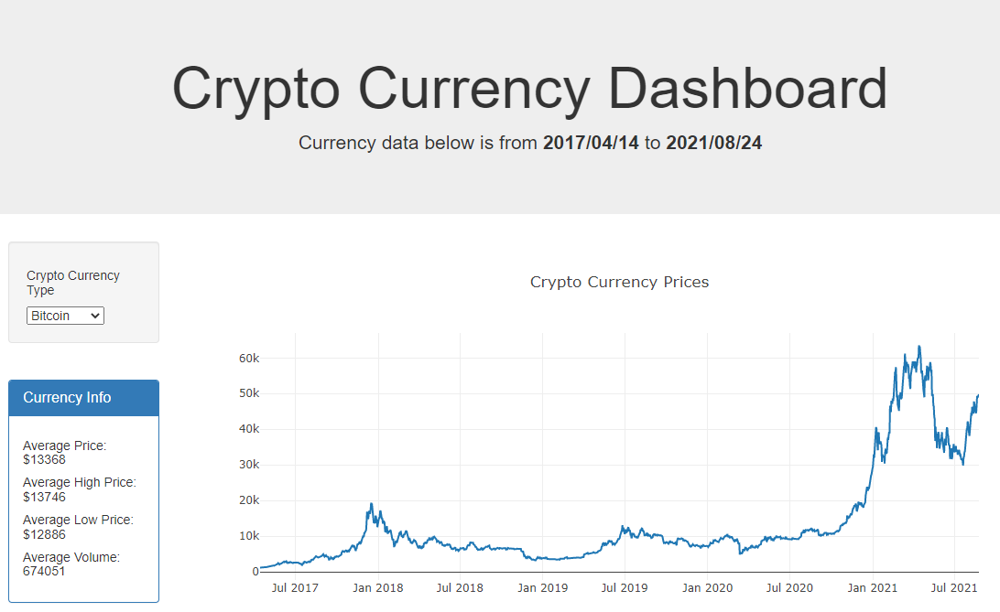 Crypto Currency Dashboard
Currency data below is from 2017/04/14 to 2021/08/24
Crypto Currency
Type
Bitcoin
Currency Info
Average Price:
$13368
Average High Price:
$13746
Average Low Price:
$12886
Average Volume:
674051
Crypto Currency Prices
60k
50k
40k
30k
20k
10k
0
Jul 2017 Jan 2018 Jul 2018 Jan 2019 Jul 2019 Jan 2020 Jul 2020 Jan 2021 Jul 2021